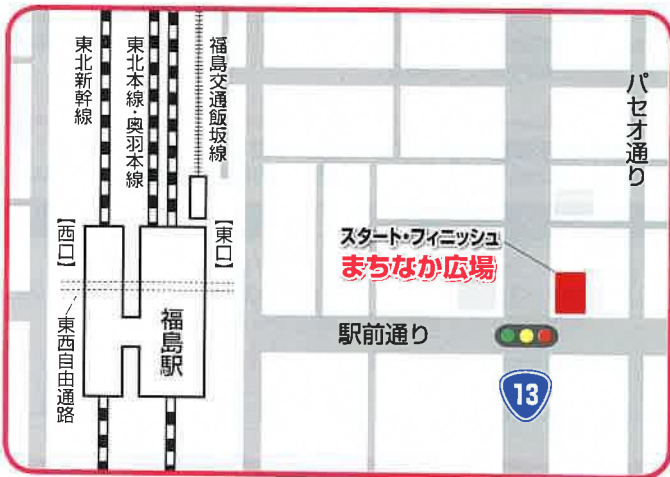 東北新幹線
東北本線・奥羽本線
福島交通飯坂線
パセオ通り
【西口】
【東口】
スタート・フィニッシュ
まちなか広場
東西自由通路
福島駅
駅前通り
13